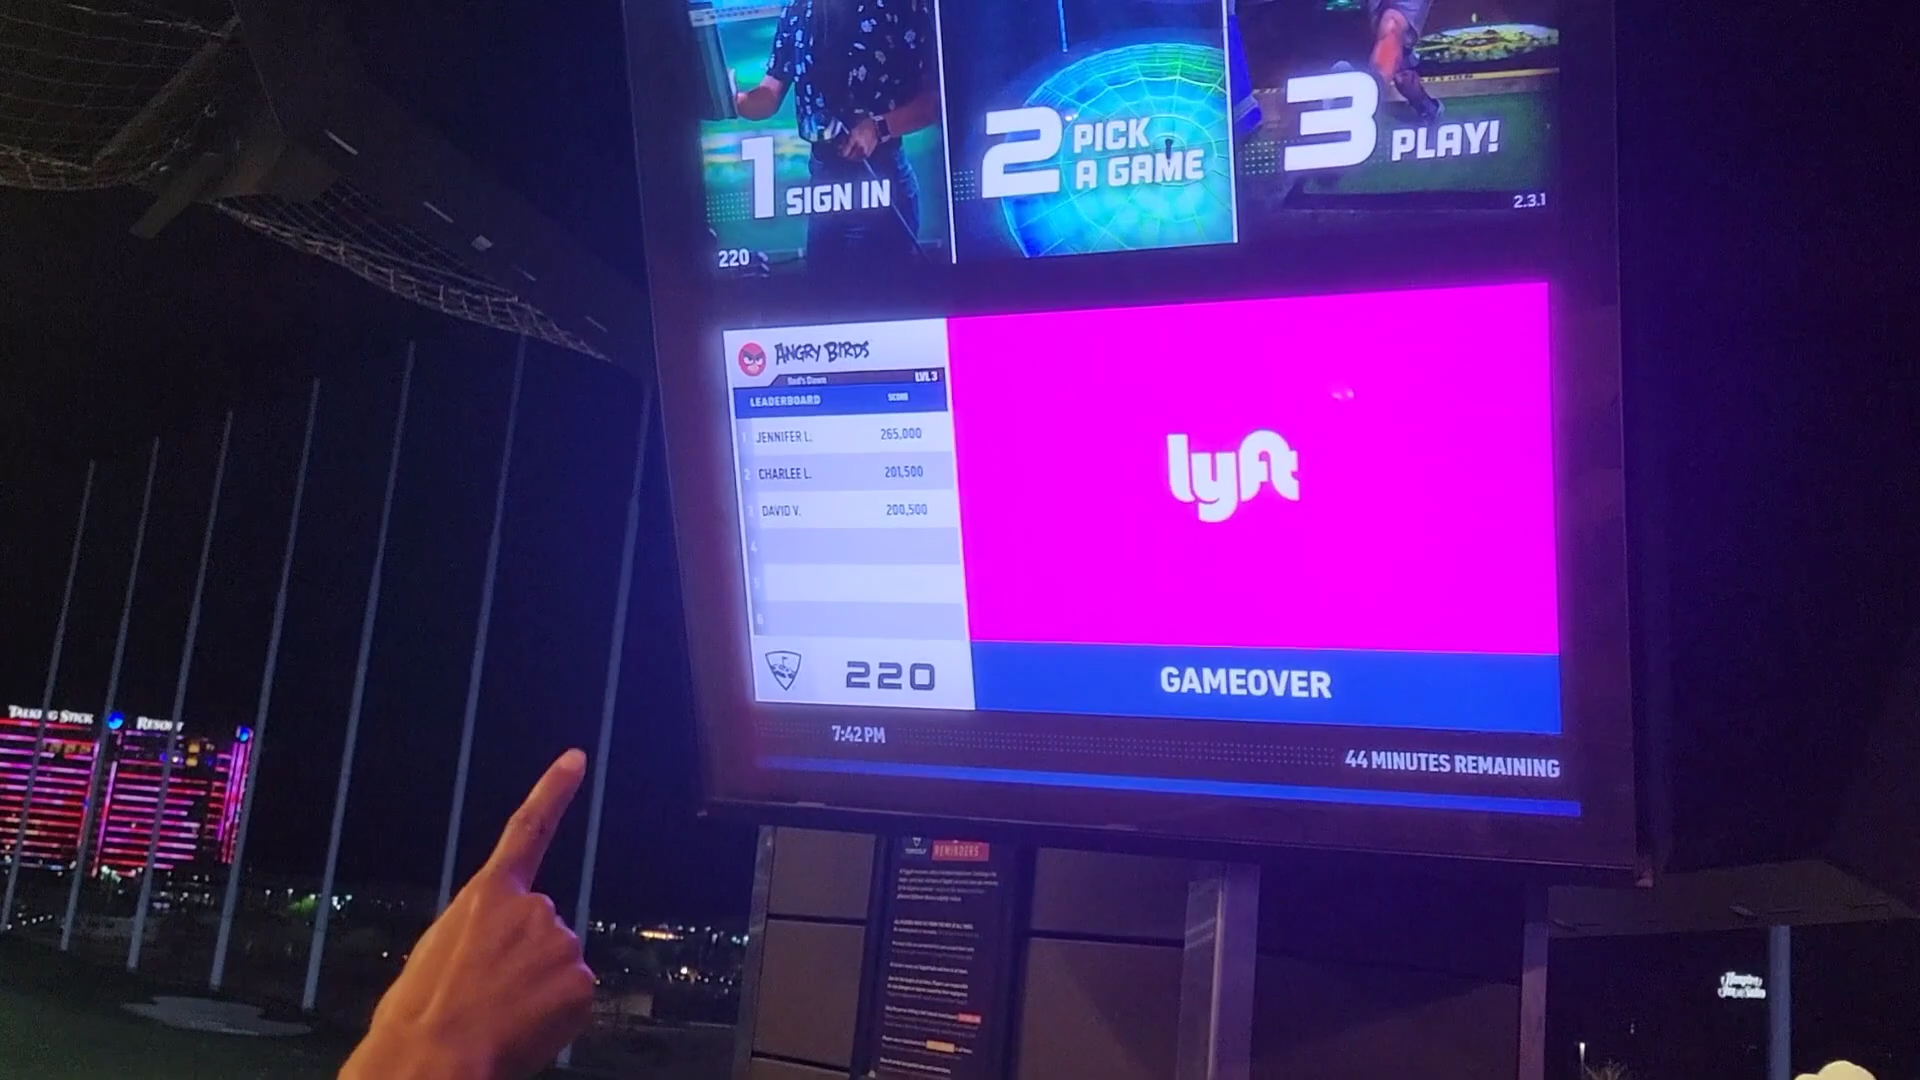 1 SIGN IN
2 PICK
A GAME
3 PLAY!
2.3.1
220
ANGRY BIRDS
Red's Dawn LVL 3
LEADERBOARD SCORE
1 JENNIFER L. 265,000
2 CHARLEE L. 201,500
3 DAVID V. 200,500
4
5
6
220
lyft
GAMEOVER
7:42 PM
44 MINUTES REMAINING
TALKING STICK RESORT
REMINDERS